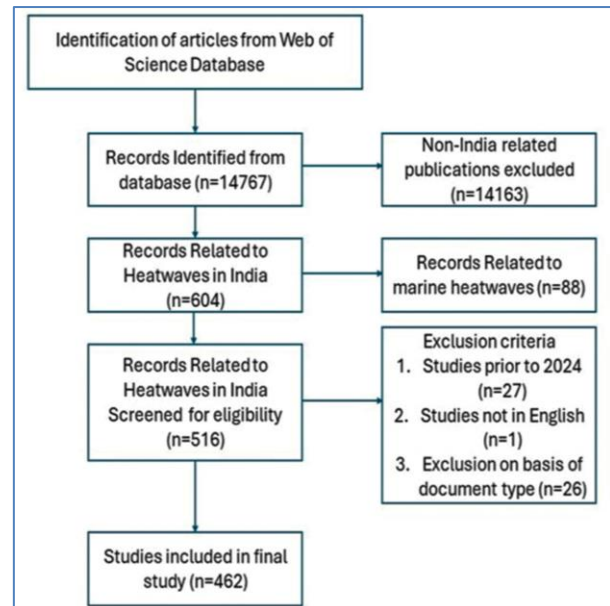 Identification of articles from Web of
Science Database
Records Identified from
database (n=14767)
Non-India related
publications excluded
(n=14163)
Records Related to
Heatwaves in India
(n=604)
Records Related to
marine heatwaves (n=88)
Records Related to
Heatwaves in India
Screened for eligibility
(n=516)
Exclusion criteria
1. Studies prior to 2024
(n=27)
2. Studies not in English
(n=1)
3. Exclusion on basis of
document type (n=26)
Studies included in final
study (n=462)